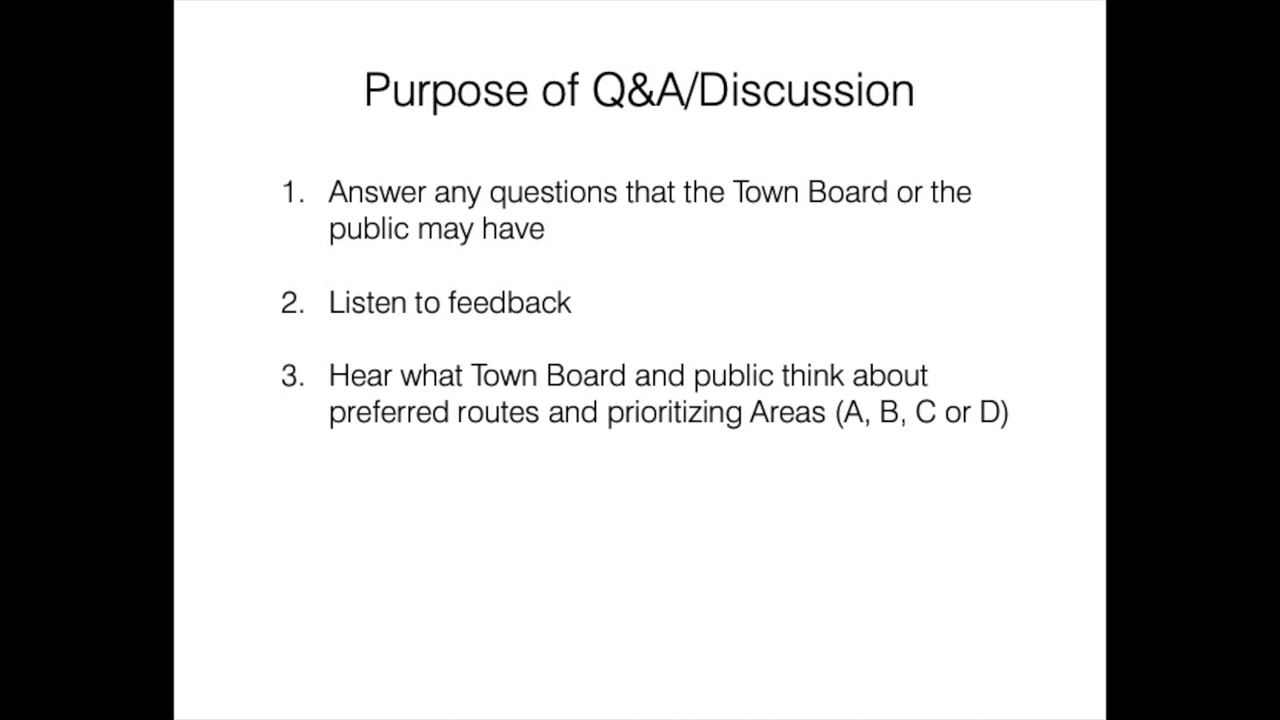 Purpose of Q&A/Discussion
1. Answer any questions that the Town Board or the
public may have
2. Listen to feedback
3. Hear what Town Board and public think about
preferred routes and prioritizing Areas (A, B, C or D)